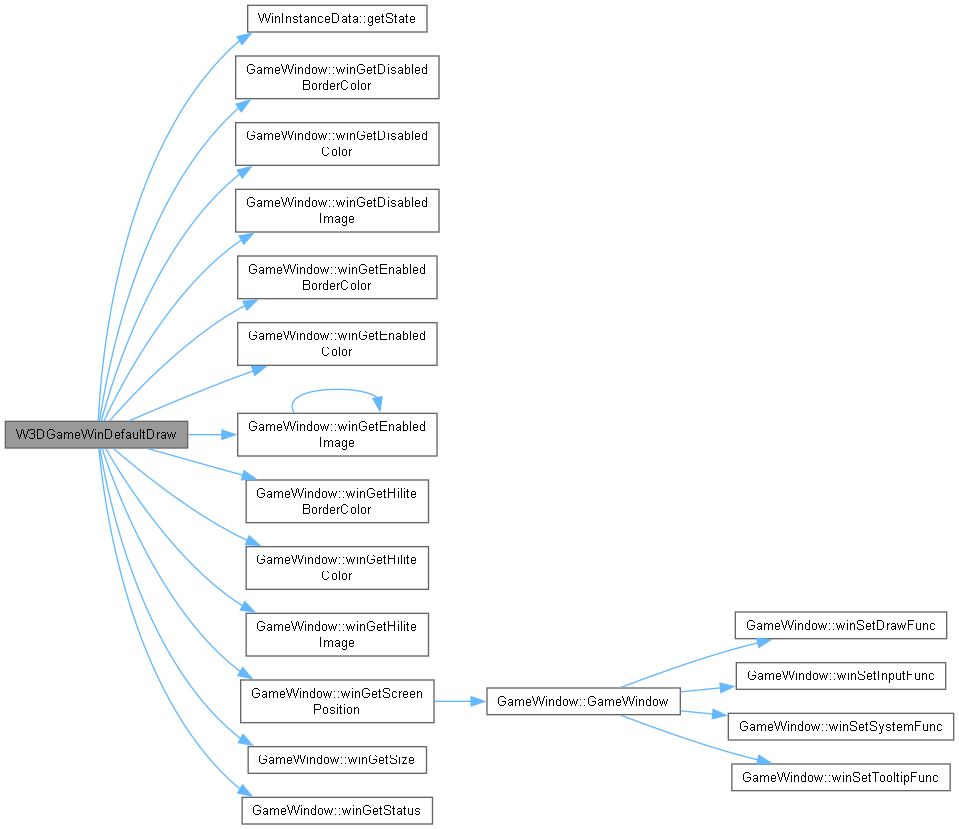 WinInstanceData::getState
GameWindow::winGetDisabled
BorderColor
GameWindow::winGetDisabled
Color
GameWindow::winGetDisabled
Image
GameWindow::winGetEnabled
BorderColor
GameWindow::winGetEnabled
Color
W3DGameWinDefaultDraw
GameWindow::winGetEnabled
Image
GameWindow::winGetHilite
BorderColor
GameWindow::winGetHilite
Color
GameWindow::winGetHilite
Image
GameWindow::winGetScreen
Position
GameWindow::GameWindow
GameWindow::winSetDrawFunc
GameWindow::winSetInputFunc
GameWindow::winSetSystemFunc
GameWindow::winSetTooltipFunc
GameWindow::winGetSize
GameWindow::winGetStatus